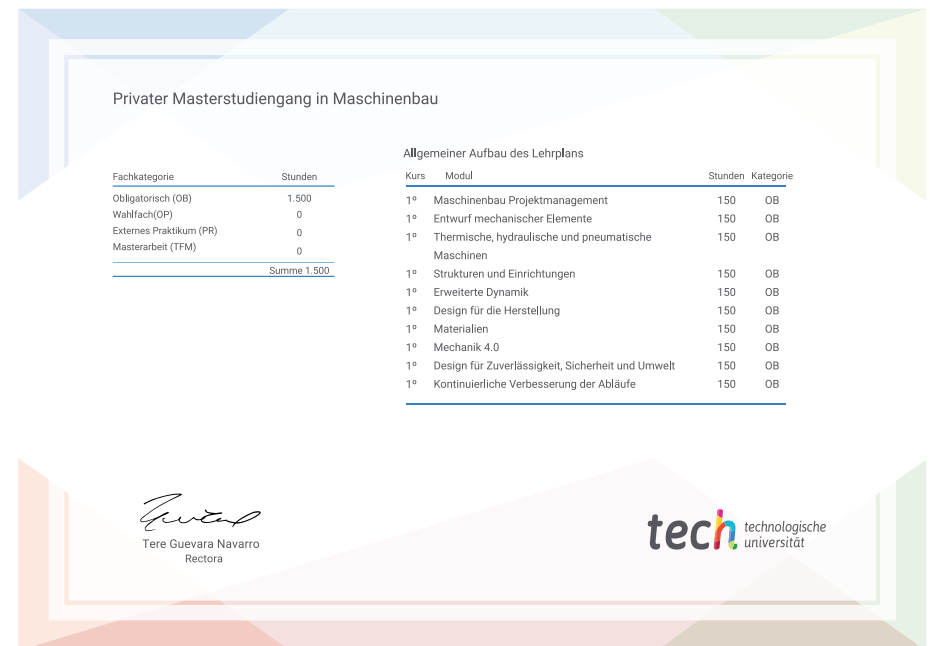 Privater Masterstudiengang in Maschinenbau
Fachkategorie Stunden
Obligatorisch (OB) 1.500
Wahlfach(OP) 0
Externes Praktikum (PR) 0
Masterarbeit (TFM) 0
Summe 1.500
Allgemeiner Aufbau des Lehrplans
Kurs Modul Stunden Kategorie
1º Maschinenbau Projektmanagement 150 OB
1º Entwurf mechanischer Elemente 150 OB
1º Thermische, hydraulische und pneumatische 150 OB
Maschinen
1º Strukturen und Einrichtungen 150 OB
1º Erweiterte Dynamik 150 OB
1º Design für die Herstellung 150 OB
1º Materialien 150 OB
1º Mechanik 4.0 150 OB
1º Design für Zuverlässigkeit, Sicherheit und Umwelt 150 OB
1º Kontinuierliche Verbesserung der Abläufe 150 OB
Tere Guevara Navarro
Rectora
tech technologische
universität